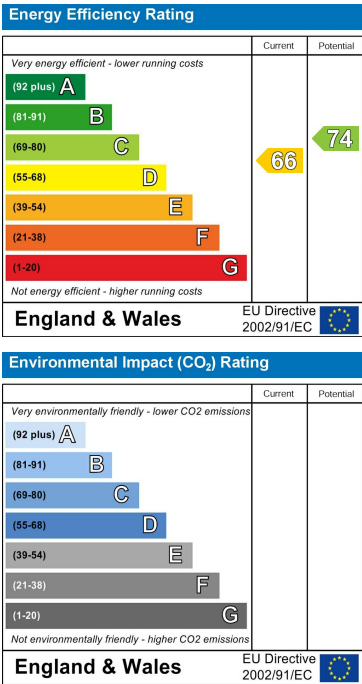 Energy Efficiency Rating
Current Potential
Very energy efficient - lower running costs
(92 plus) A
(81-91) B
(69-80) C
(55-68) D
(39-54) E
(21-38) F
(1-20) G
66
74
Not energy efficient - higher running costs
England & Wales
EU Directive
2002/91/EC
Environmental Impact (CO₂) Rating
Current Potential
Very environmentally friendly - lower CO2 emissions
(92 plus) A
(81-91) B
(69-80) C
(55-68) D
(39-54) E
(21-38) F
(1-20) G
Not environmentally friendly - higher CO2 emissions
England & Wales
EU Directive
2002/91/EC